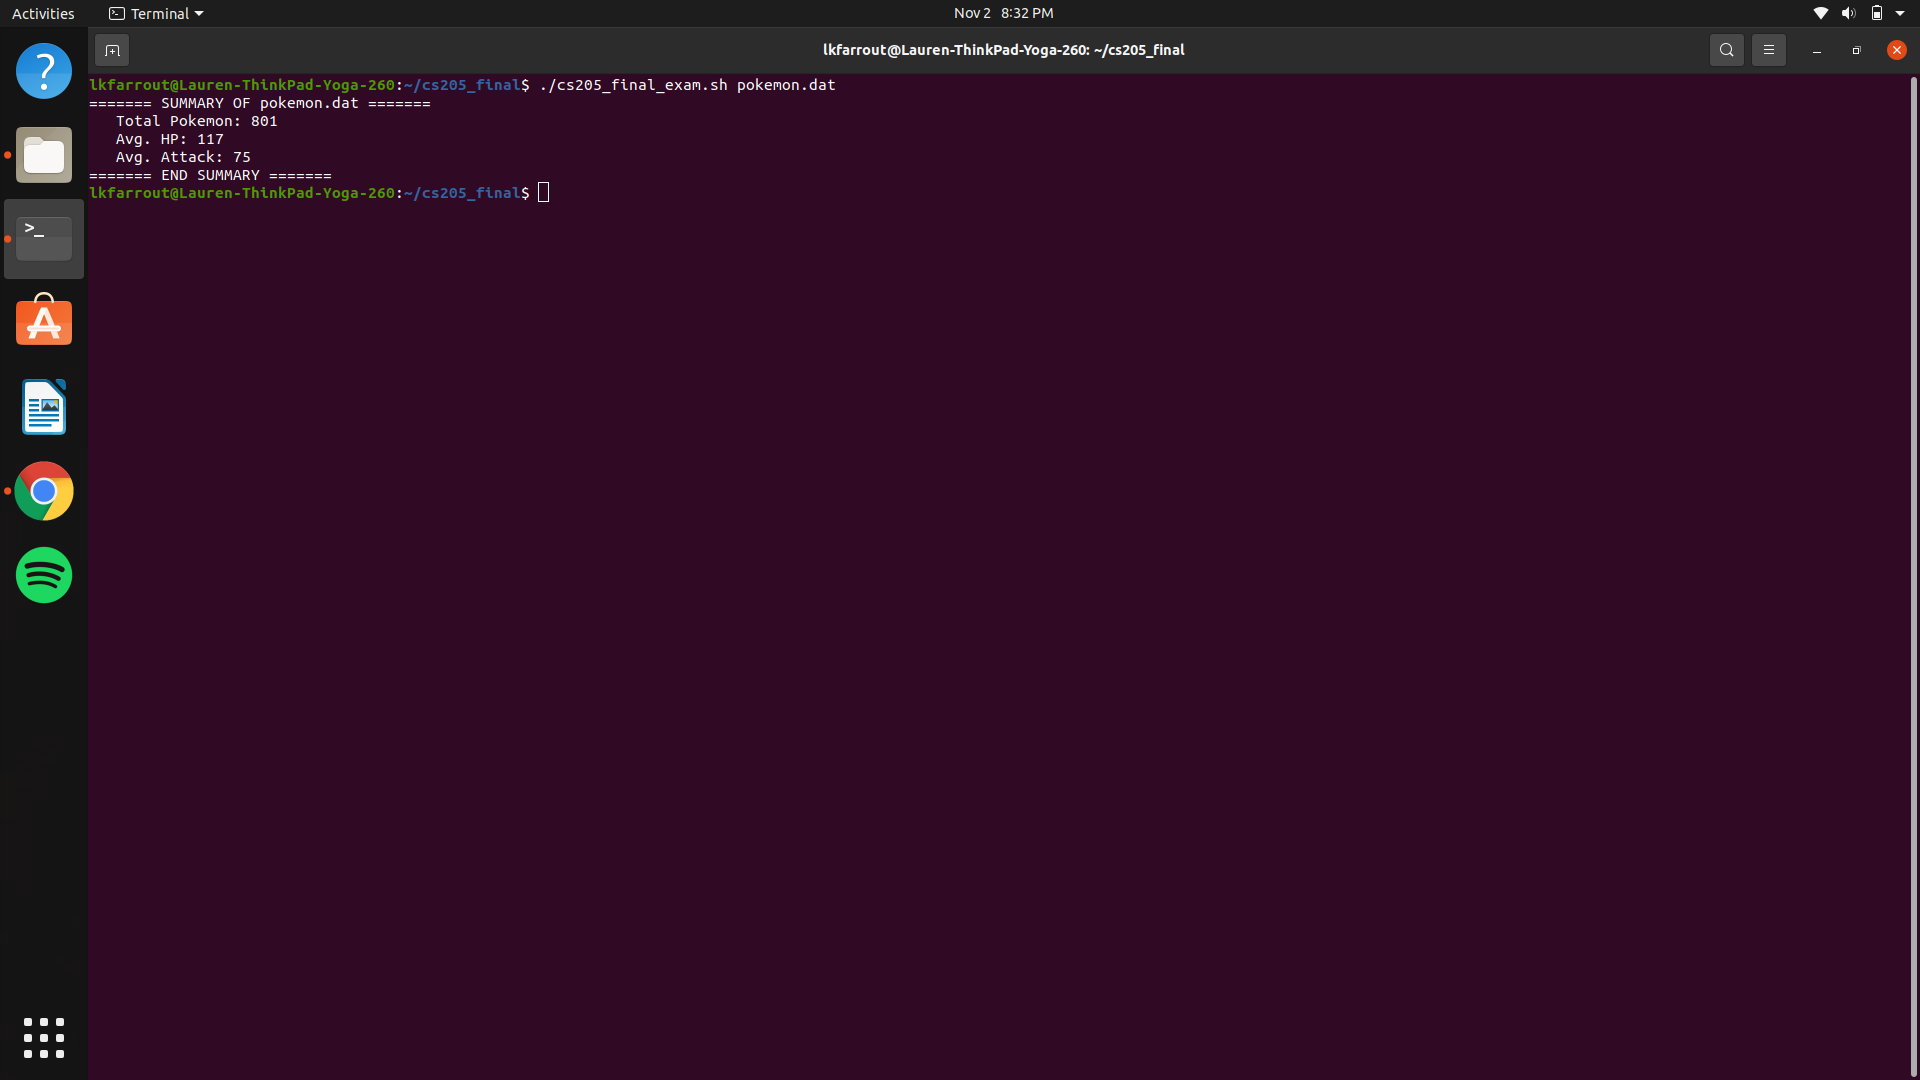 Activities
Terminal
Nov 2 8:32 PM
lkfarrout@Lauren-ThinkPad-Yoga-260: ~/cs205_final
lkfarrout@Lauren-ThinkPad-Yoga-260:~/cs205_final$ ./cs205_final_exam.sh pokemon.dat
======= SUMMARY OF pokemon.dat =======
   Total Pokemon: 801
   Avg. HP: 117
   Avg. Attack: 75
======= END SUMMARY =======
lkfarrout@Lauren-ThinkPad-Yoga-260:~/cs205_final$